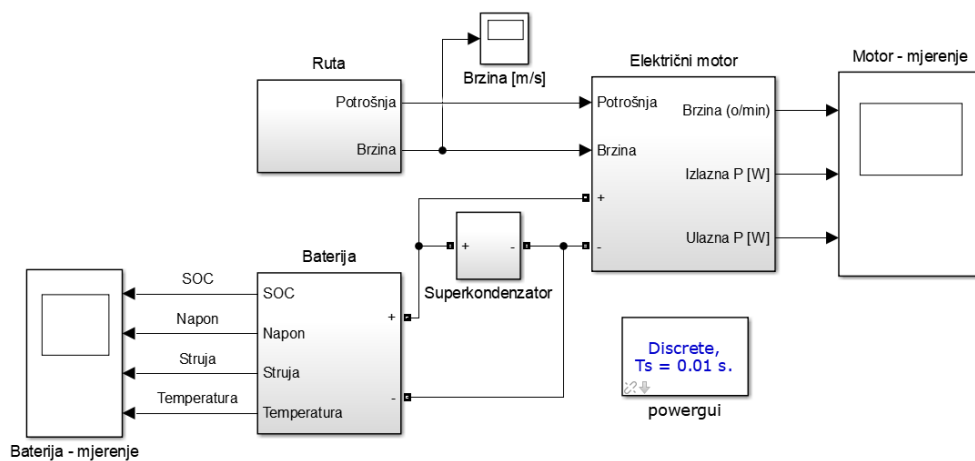 Ruta
Potrošnja
Brzina
Brzina [m/s]
Električni motor
Potrošnja
Brzina
+
-
Brzina (o/min)
Izlazna P [W]
Ulazna P [W]
Motor - mjerenje
+
-
Superkondenzator
Baterija
SOC
Napon
Struja
Temperatura
+
-
SOC
Napon
Struja
Temperatura
Baterija - mjerenje
Discrete,
Ts = 0.01 s.
¿?
powergui